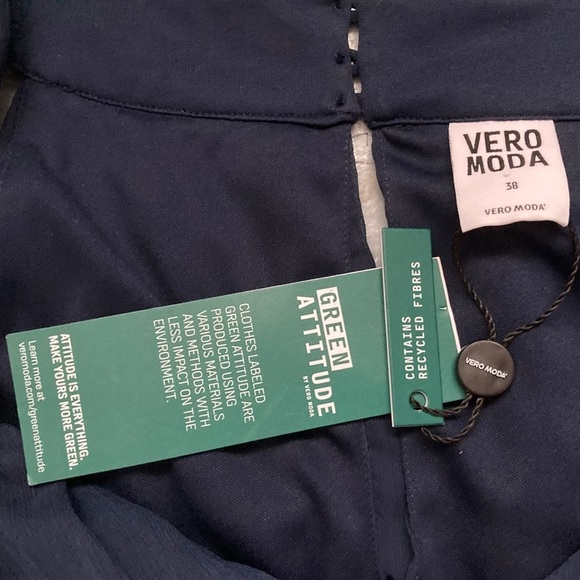 VERO
MODA
38
VERO MODA
CONTAINS
RECYCLED FIBRES
VERO MODA
GREEN
ATTITUDE
BY VERO MODA
CLOTHES LABELED
GREEN ATTITUDE ARE
PRODUCED USING
VARIOUS MATERIALS
AND METHODS WITH
LESS IMPACT ON THE
ENVIRONMENT.
ATTITUDE IS EVERYTHING.
MAKE YOURS MORE GREEN.
Learn more at
veromoda.com/greenattitude